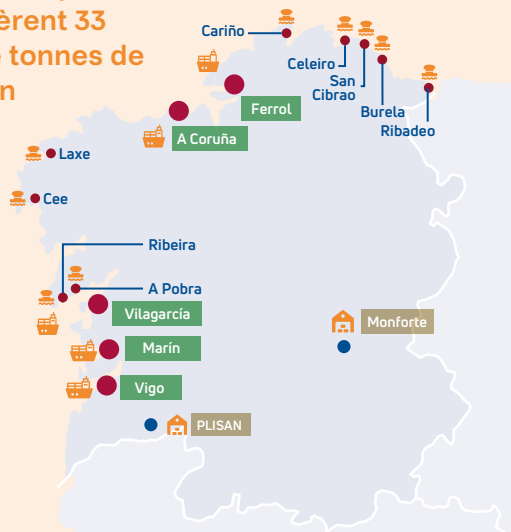 èrent 33
tonnes de
n
Cariño
Celeiro
San
Cibrao
Burela
Ribadeo
Ferrol
A Coruña
Laxe
Cee
Ribeira
A Pobra
Vilagarcía
Monforte
Marín
Vigo
PLISAN